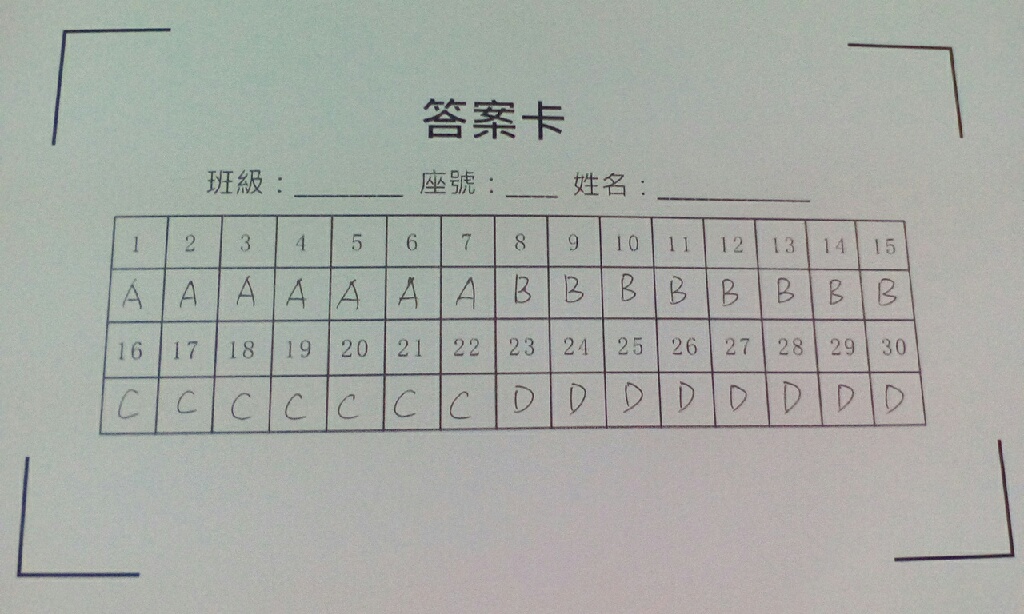 答案卡
班級：________ 座號：____ 姓名：___________
1 2 3 4 5 6 7 8 9 10 11 12 13 14 15
A A A A A A A B B B B B B B B
16 17 18 19 20 21 22 23 24 25 26 27 28 29 30
C C C C C C C D D D D D D D D